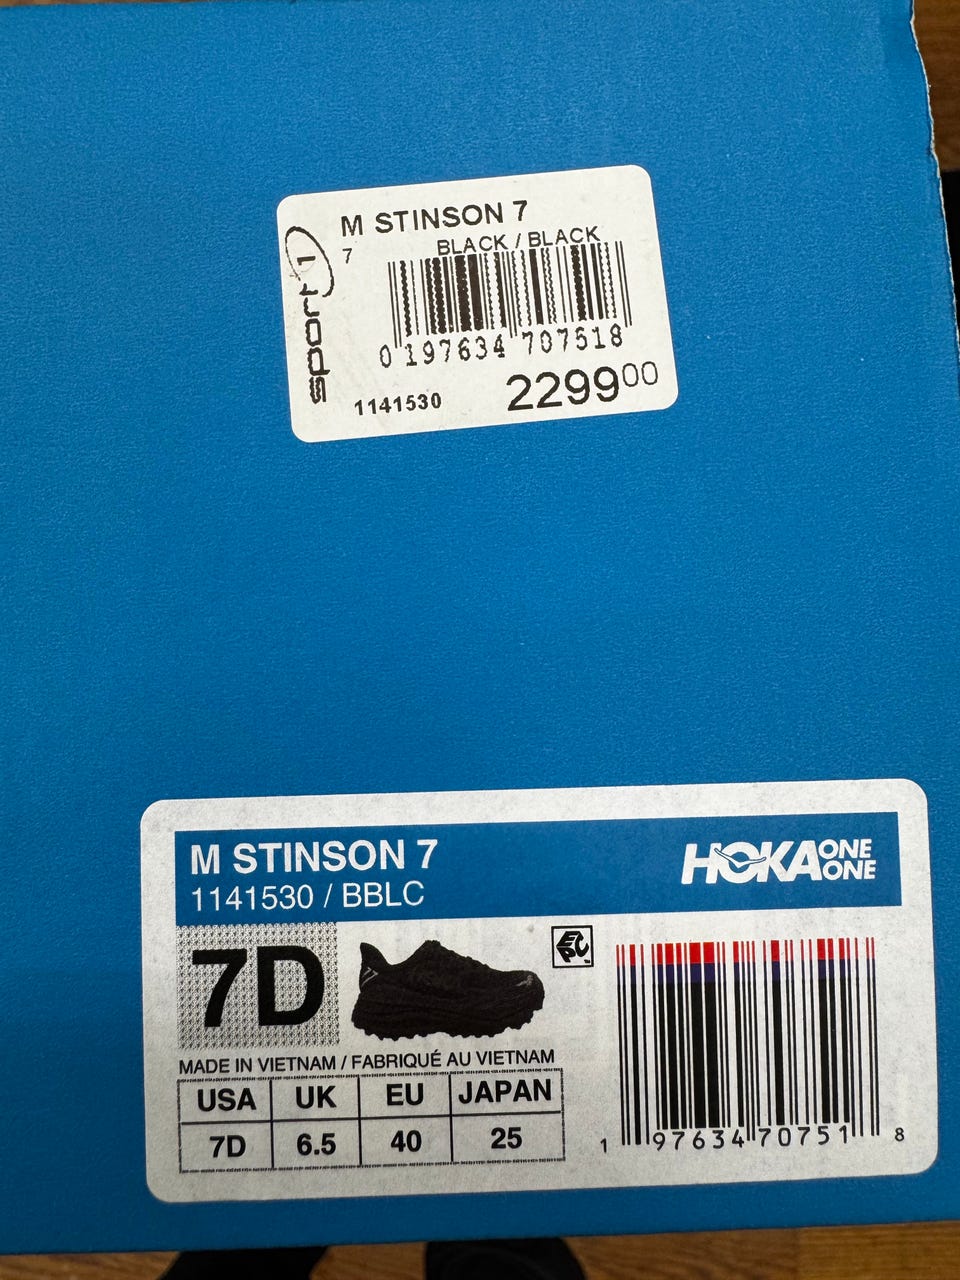 M STINSON 7
7 BLACK / BLACK
sport 1
0 197634 707518
1141530 229900
M STINSON 7
1141530 / BBLC
HOKA ONE ONE
7D
EPC
MADE IN VIETNAM / FABRIQUÉ AU VIETNAM
USA UK EU JAPAN
7D 6.5 40 25
1 97634 70751 8